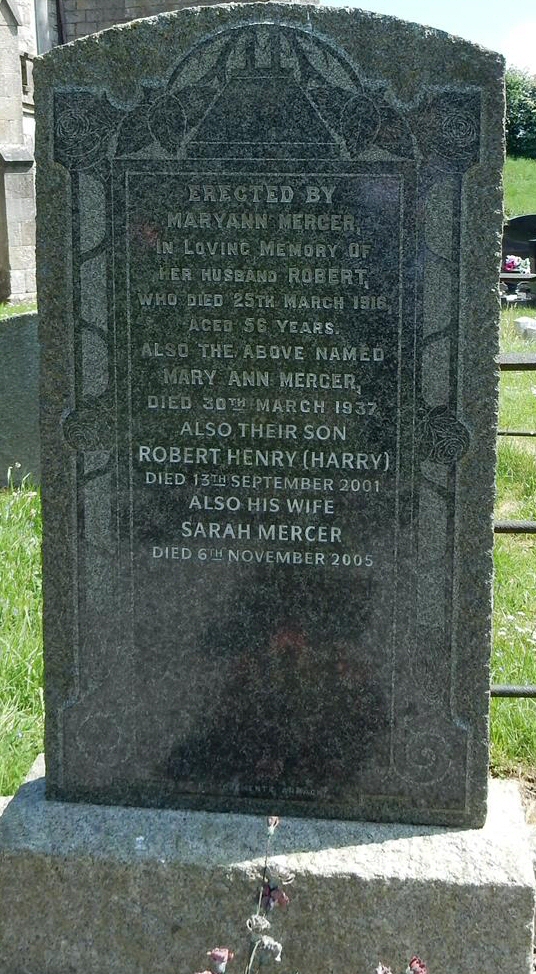 ERECTED BY
MARYANN MERCER,
IN LOVING MEMORY OF
HER HUSBAND ROBERT,
WHO DIED 25TH MARCH 1916,
AGED 56 YEARS.
ALSO THE ABOVE NAMED
MARY ANN MERCER,
DIED 30TH MARCH 1937
ALSO THEIR SON
ROBERT HENRY (HARRY)
DIED 13TH SEPTEMBER 2001
ALSO HIS WIFE
SARAH MERCER
DIED 6TH NOVEMBER 2005